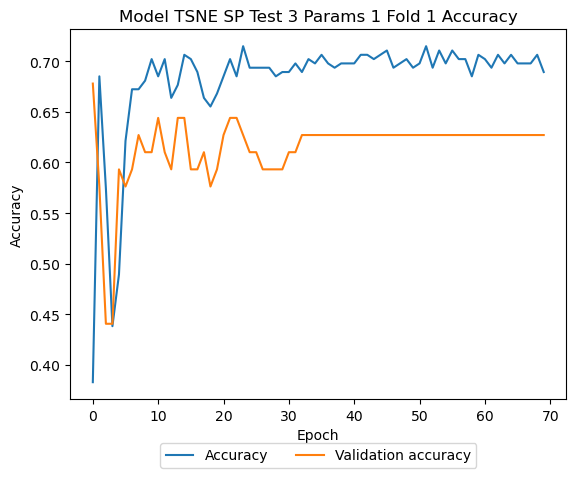 Model TSNE SP Test 3 Params 1 Fold 1 Accuracy
0.70
0.65
0.60
0.55
0.50
0.45
0.40
Accuracy
0 10 20 30 40 50 60 70
Epoch
Accuracy Validation accuracy